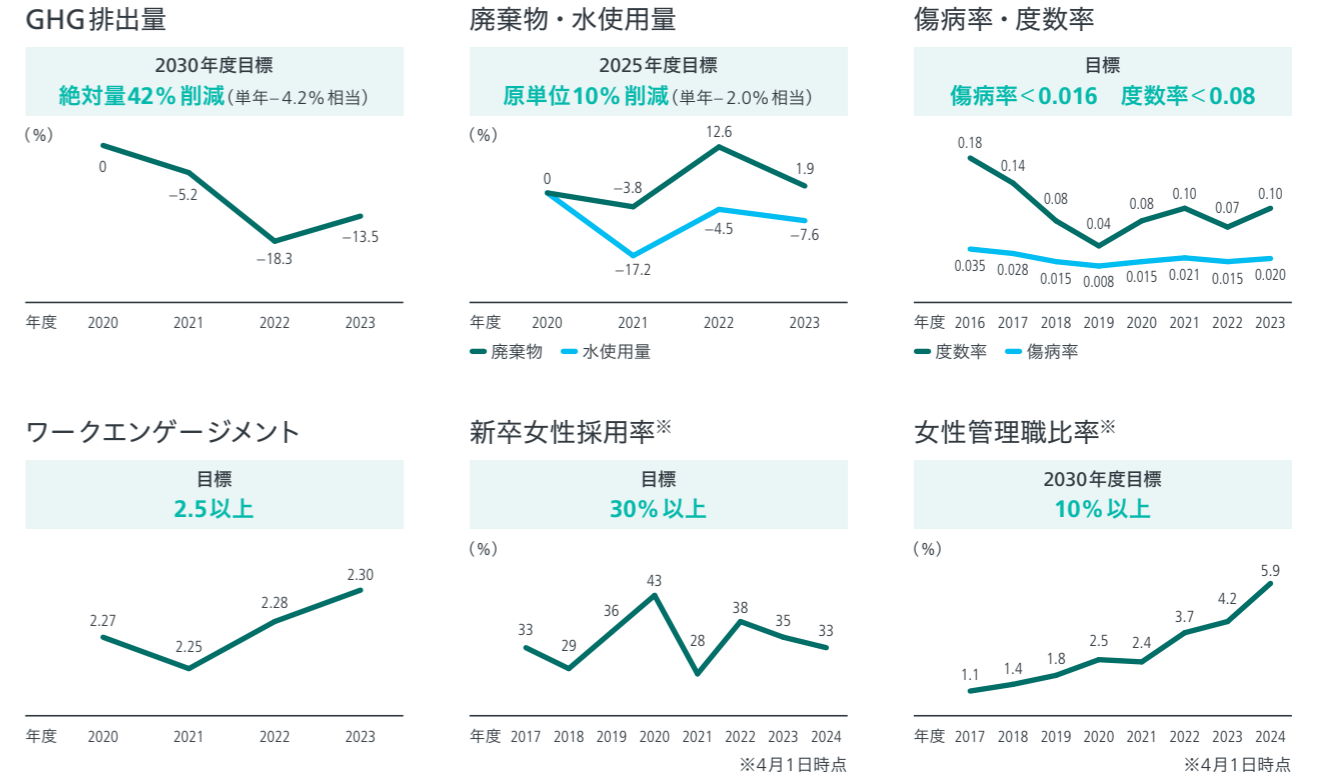 GHG排出量
2030年度目標
絶対量42%削減（単年−4.2%相当）
（%）
0
−5.2
−18.3
−13.5
年度 2020 2021 2022 2023
廃棄物・水使用量
2025年度目標
原単位10%削減（単年−2.0%相当）
（%）
12.6
1.9
0
−3.8
−4.5
−7.6
−17.2
年度 2020 2021 2022 2023
廃棄物 水使用量
傷病率・度数率
目標
傷病率＜0.016 度数率＜0.08
0.18 0.14 0.08 0.04 0.08 0.10 0.07 0.10
0.035 0.028 0.015 0.008 0.015 0.021 0.015 0.020
年度 2016 2017 2018 2019 2020 2021 2022 2023
度数率 傷病率
ワークエンゲージメント
目標
2.5以上
2.27 2.25 2.28 2.30
年度 2020 2021 2022 2023
新卒女性採用率※
目標
30%以上
（%）
33 29 36 43 28 38 35 33
年度 2017 2018 2019 2020 2021 2022 2023 2024
※4月1日時点
女性管理職比率※
2030年度目標
10%以上
（%）
1.1 1.4 1.8 2.5 2.4 3.7 4.2 5.9
年度 2017 2018 2019 2020 2021 2022 2023 2024
※4月1日時点